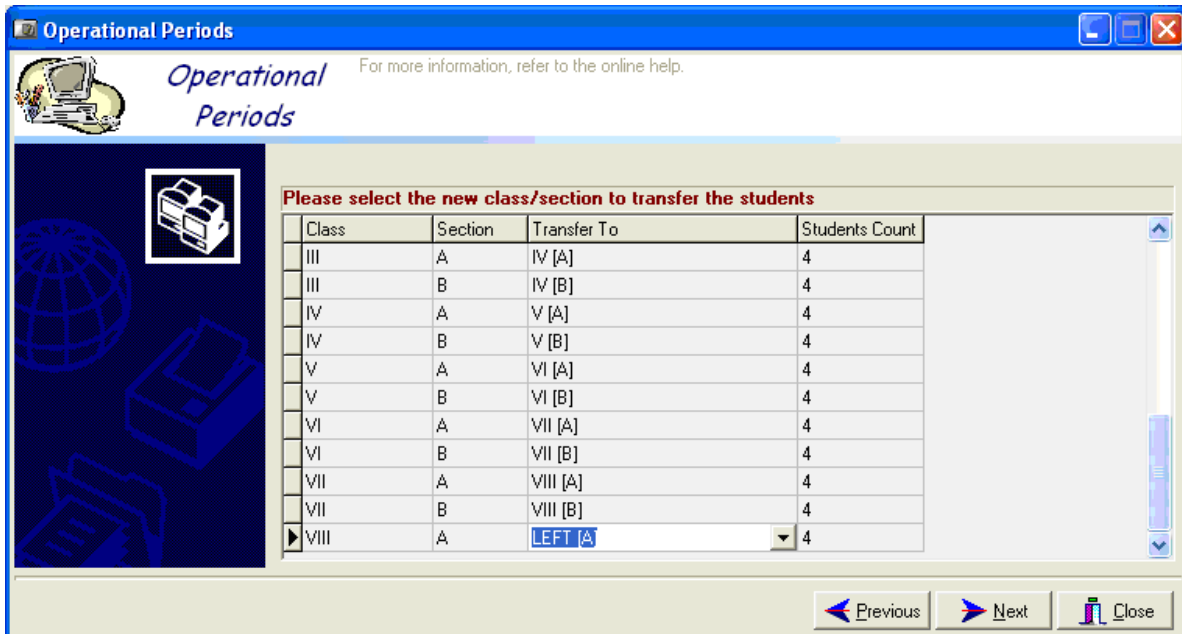 Operational Periods
For more information, refer to the online help.
Operational
Periods
Please select the new class/section to transfer the students
Class Section Transfer To Students Count
III A IV [A] 4
III B IV [B] 4
IV A V [A] 4
IV B V [B] 4
V A VI [A] 4
V B VI [B] 4
VI A VII [A] 4
VI B VII [B] 4
VII A VIII [A] 4
VII B VIII [B] 4
VIII A LEFT [A] 4
Previous Next Close